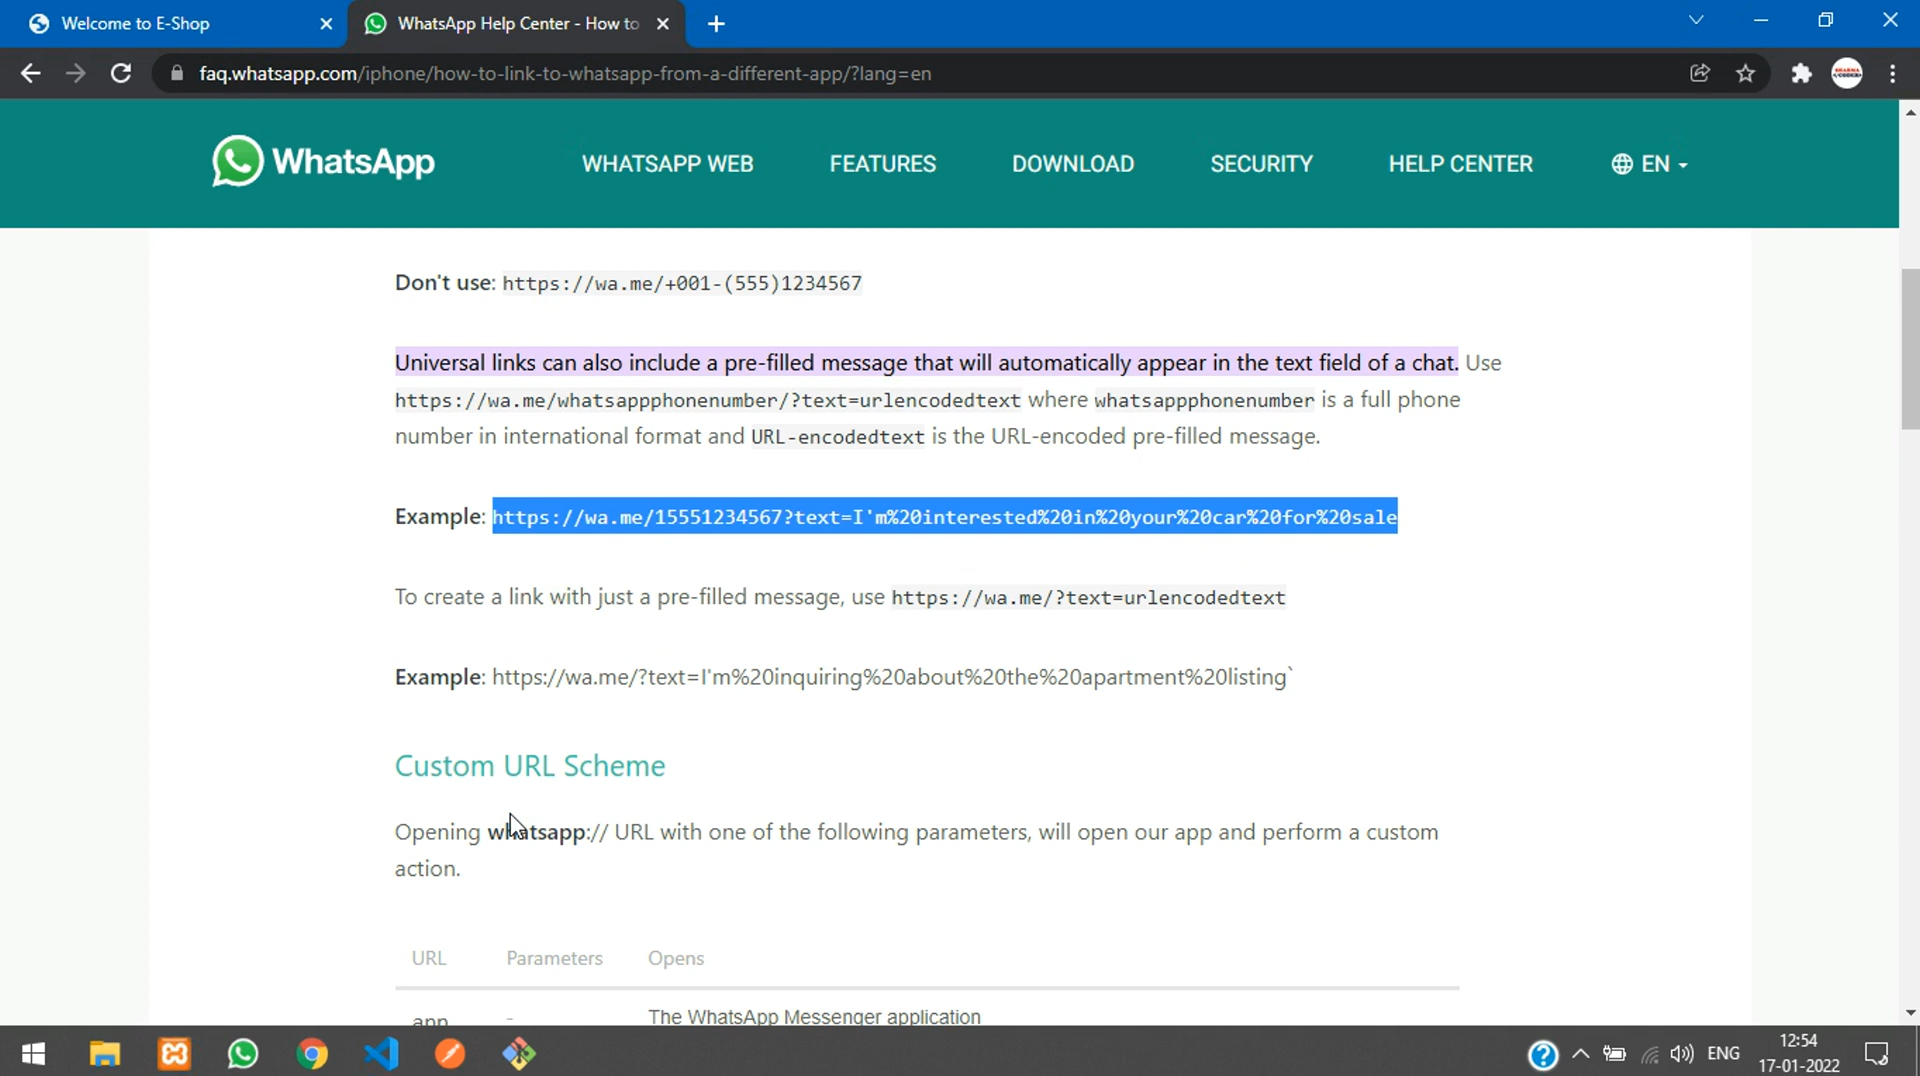 Welcome to E-Shop
WhatsApp Help Center - How to
faq.whatsapp.com/iphone/how-to-link-to-whatsapp-from-a-different-app/?lang=en
WhatsApp
WHATSAPP WEB FEATURES DOWNLOAD SECURITY HELP CENTER EN
Don't use: https://wa.me/+001-(555)1234567
Universal links can also include a pre-filled message that will automatically appear in the text field of a chat. Use
https://wa.me/whatsappphonenumber/?text=urlencodedtext where whatsappphonenumber is a full phone
number in international format and URL-encodedtext is the URL-encoded pre-filled message.
Example: https://wa.me/15551234567?text=I'm%20interested%20in%20your%20car%20for%20sale
To create a link with just a pre-filled message, use https://wa.me/?text=urlencodedtext
Example: https://wa.me/?text=I'm%20inquiring%20about%20the%20apartment%20listing`
Custom URL Scheme
Opening whatsapp:// URL with one of the following parameters, will open our app and perform a custom
action.
URL Parameters Opens
app - The WhatsApp Messenger application
ENG
12:54
17-01-2022